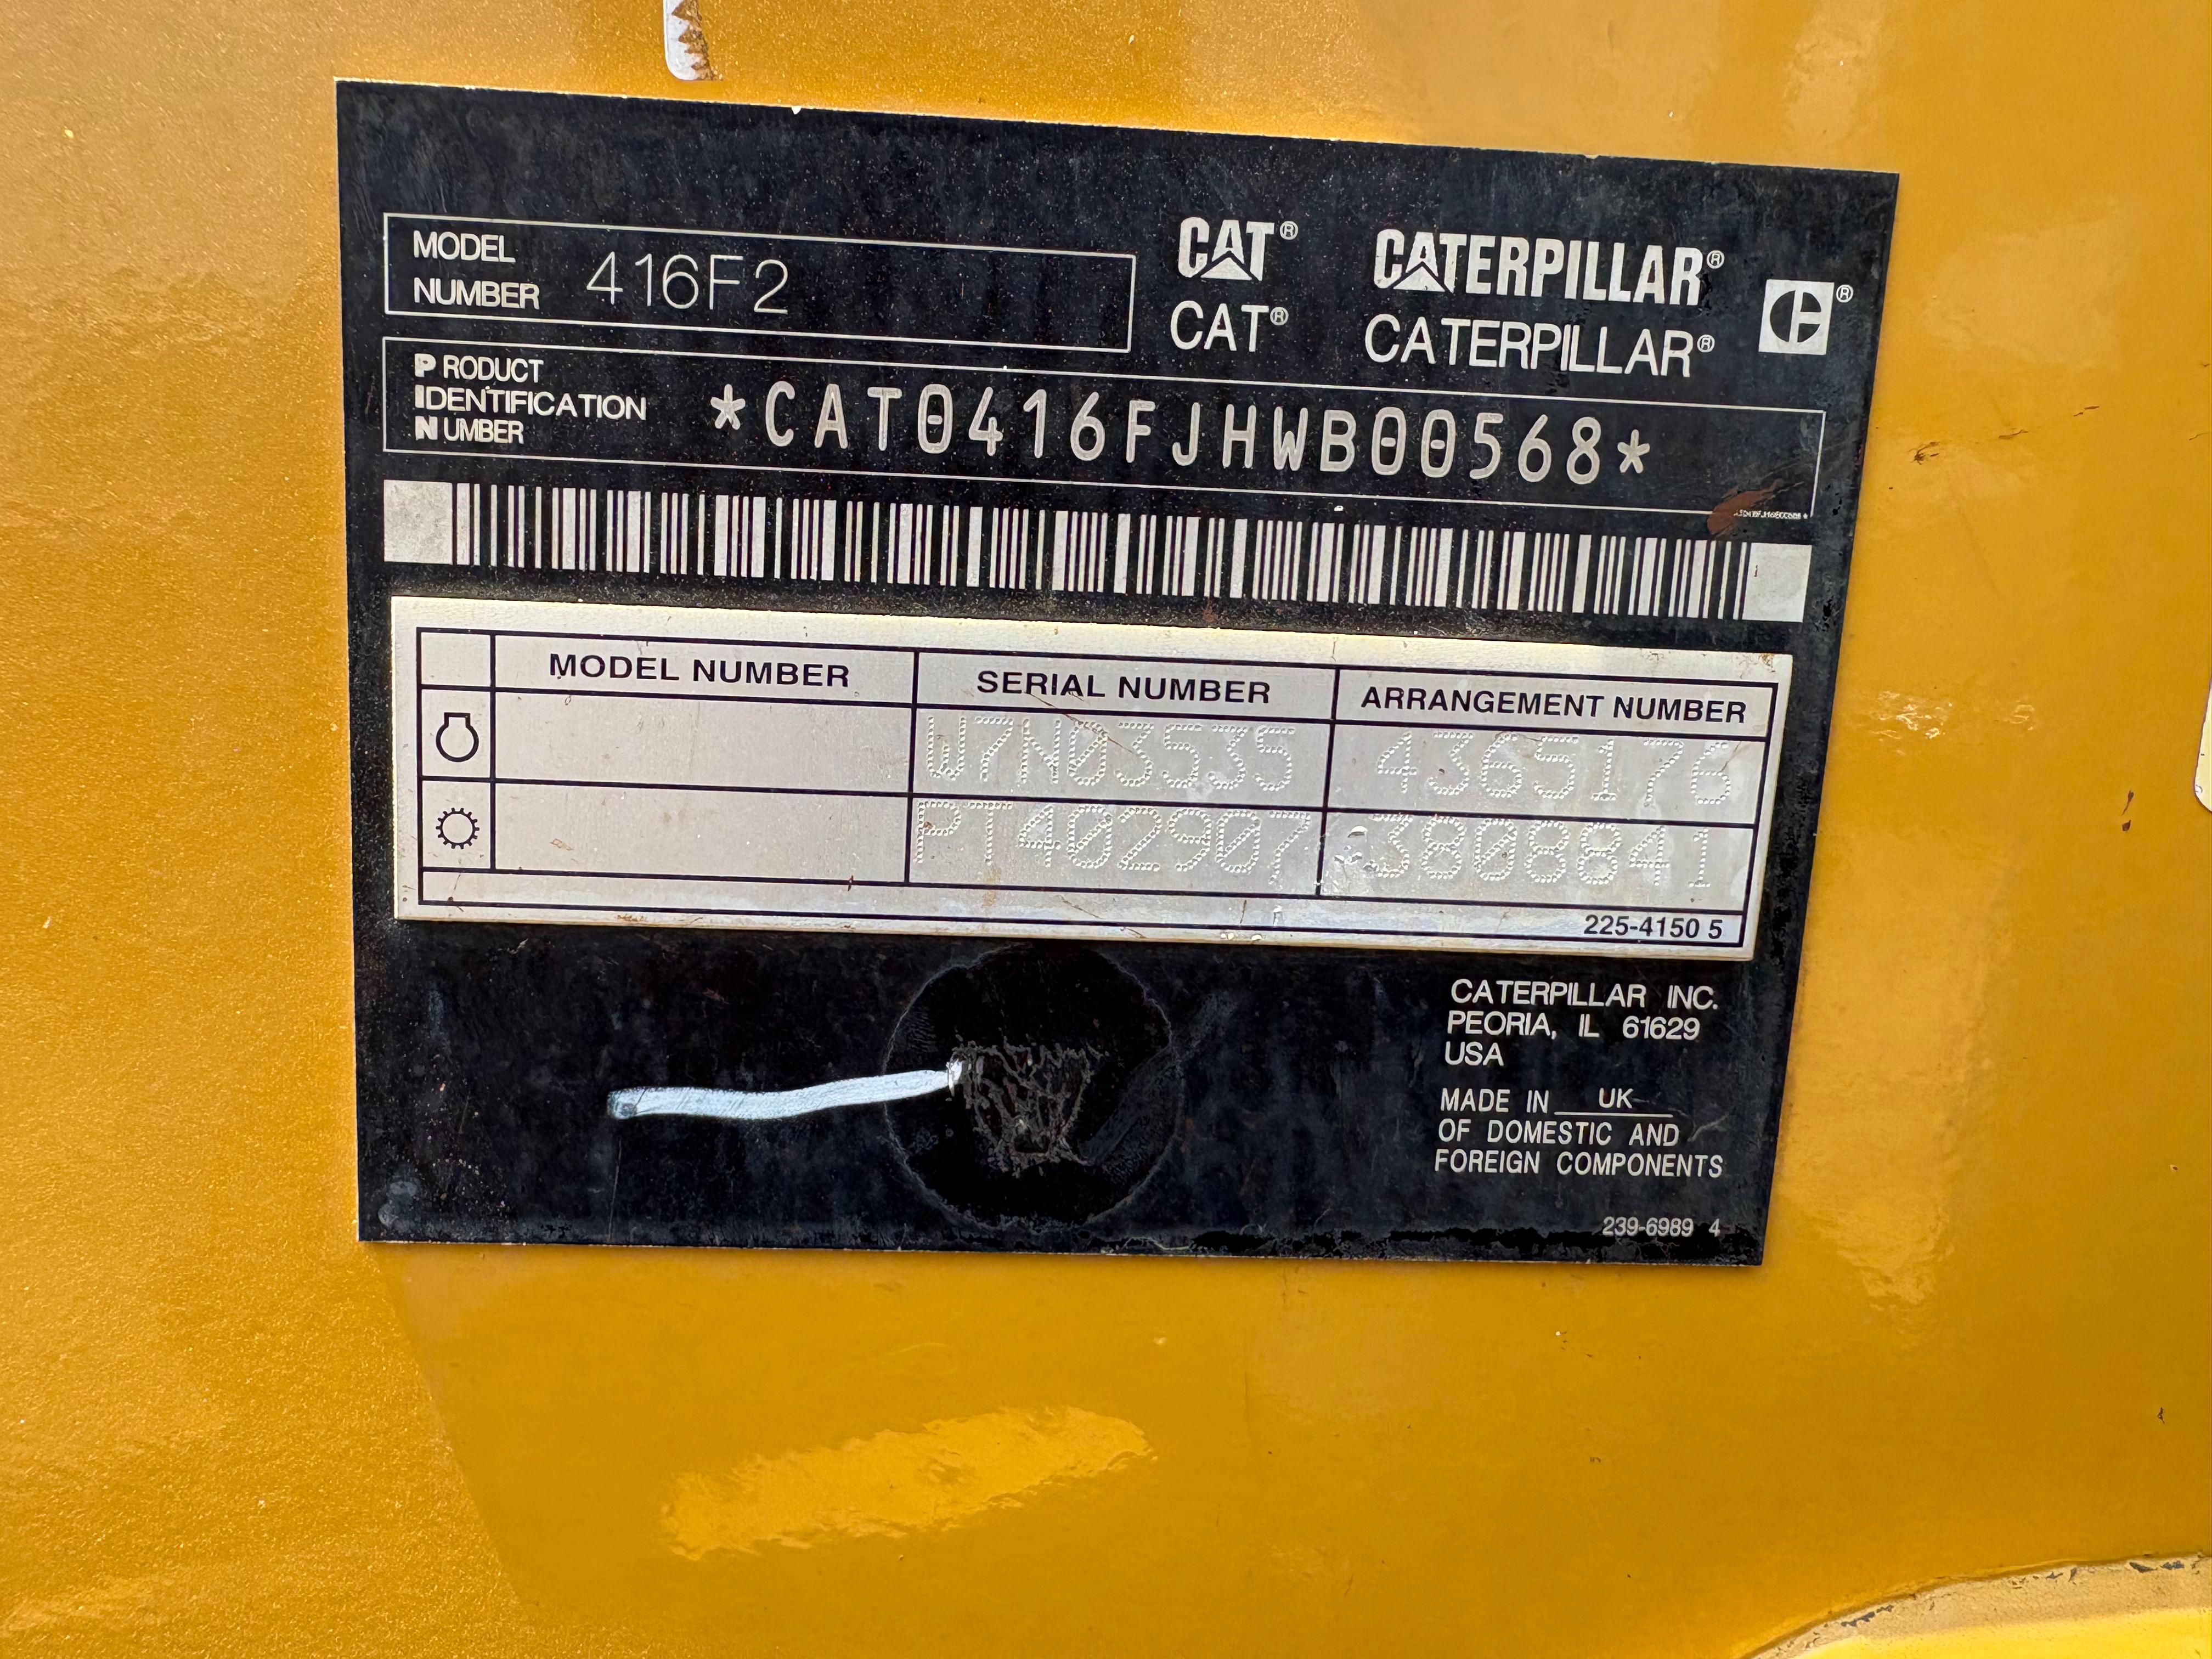 MODEL
NUMBER 416F2
CAT® CATERPILLAR®
CAT® CATERPILLAR®
PRODUCT
IDENTIFICATION
NUMBER
*CAT0416FJHWB00568*
MODEL NUMBER SERIAL NUMBER ARRANGEMENT NUMBER
W7N03535 4365176
PT402907 3808841
225-4150 5
CATERPILLAR INC.
PEORIA, IL 61629
USA
MADE IN UK
OF DOMESTIC AND
FOREIGN COMPONENTS
239-6989 4